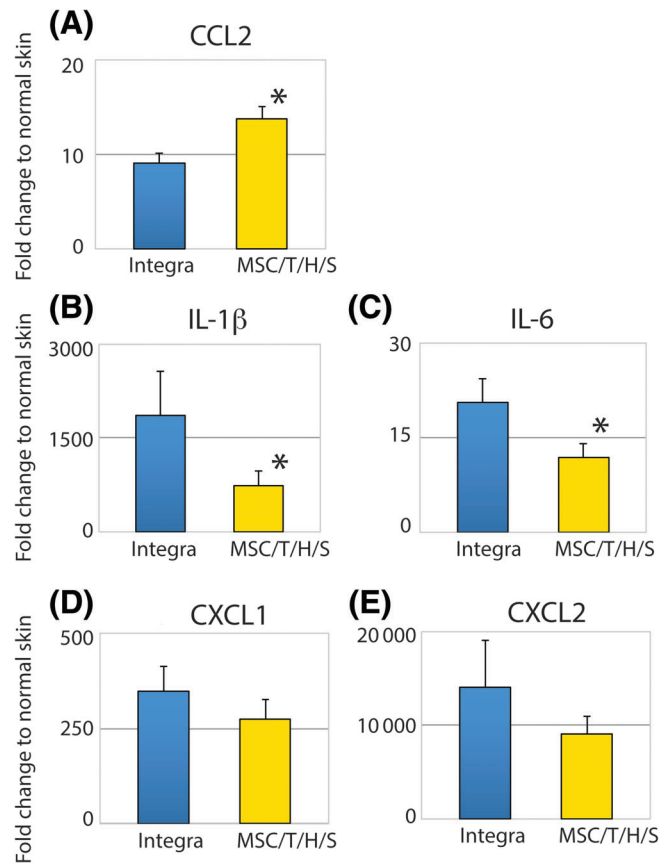 (A)
CCL2
Fold change to normal skin
20
10
0
*
Integra
MSC/T/H/S
(B)
IL-1β
Fold change to normal skin
3000
1500
0
*
Integra
MSC/T/H/S
(C)
IL-6
30
15
0
*
Integra
MSC/T/H/S
(D)
CXCL1
Fold change to normal skin
500
250
0
Integra
MSC/T/H/S
(E)
CXCL2
20 000
10 000
0
Integra
MSC/T/H/S